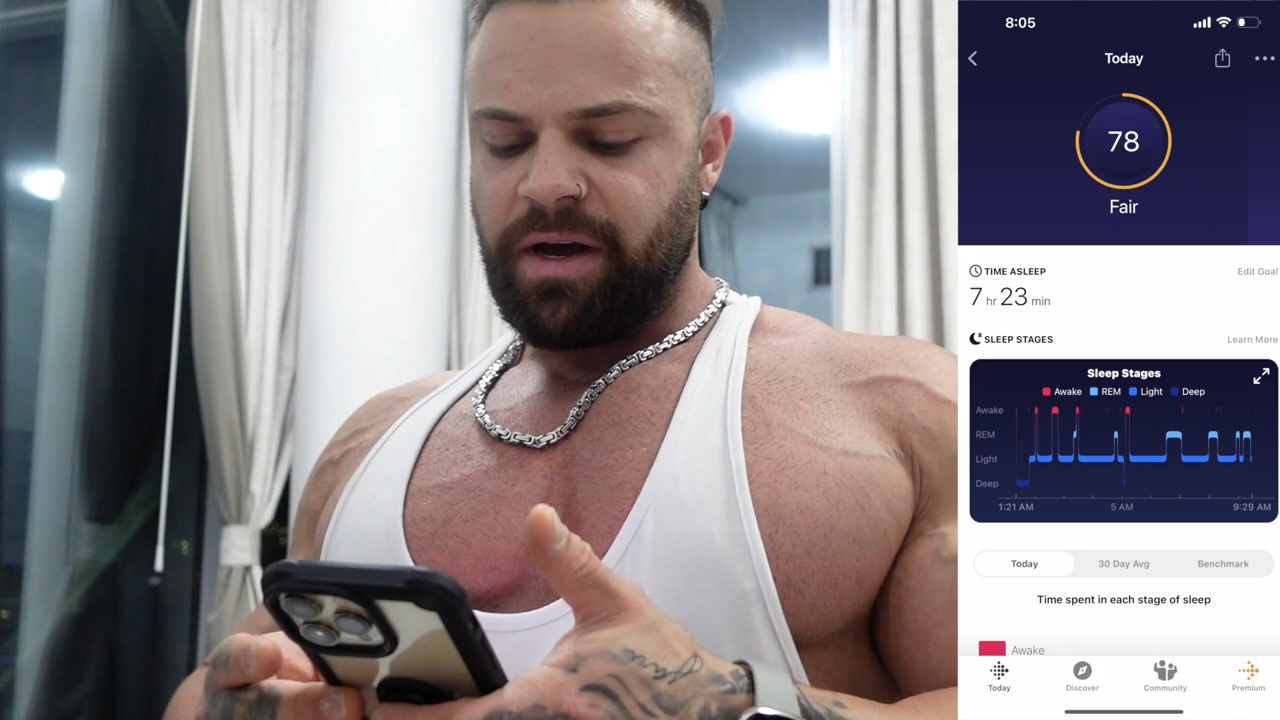 8:05
Today
78
Fair
TIME ASLEEP
Edit Goal
7 hr 23 min
SLEEP STAGES
Learn More
Sleep Stages
Awake REM Light Deep
Awake
REM
Light
Deep
1:21 AM 5 AM 9:29 AM
Today 30 Day Avg Benchmark
Time spent in each stage of sleep
Awake
Today Discover Community Premium